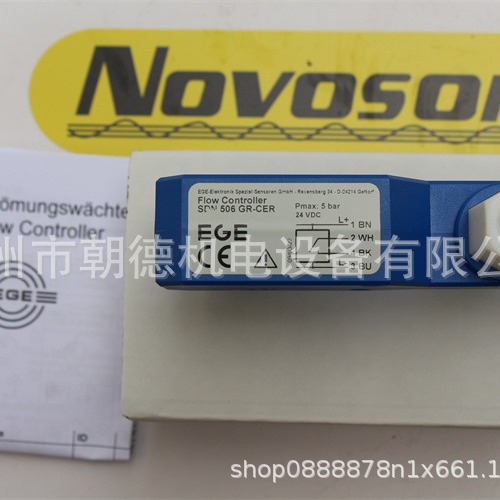 Novoson
EGE-Elektronik Spezial-Sensoren GmbH - Ravensberg 34 - D-24214 Gettorf
Flow Controller
SDN 506 GR-CER
Pmax: 5 bar
24 VDC
L+
1 BN
2 WH
4 BK
L-
3 BU
EGE
CE
ömungswächte
w Controller
EGE
州市朝德机电设备有限公
shop0888878n1x661.1